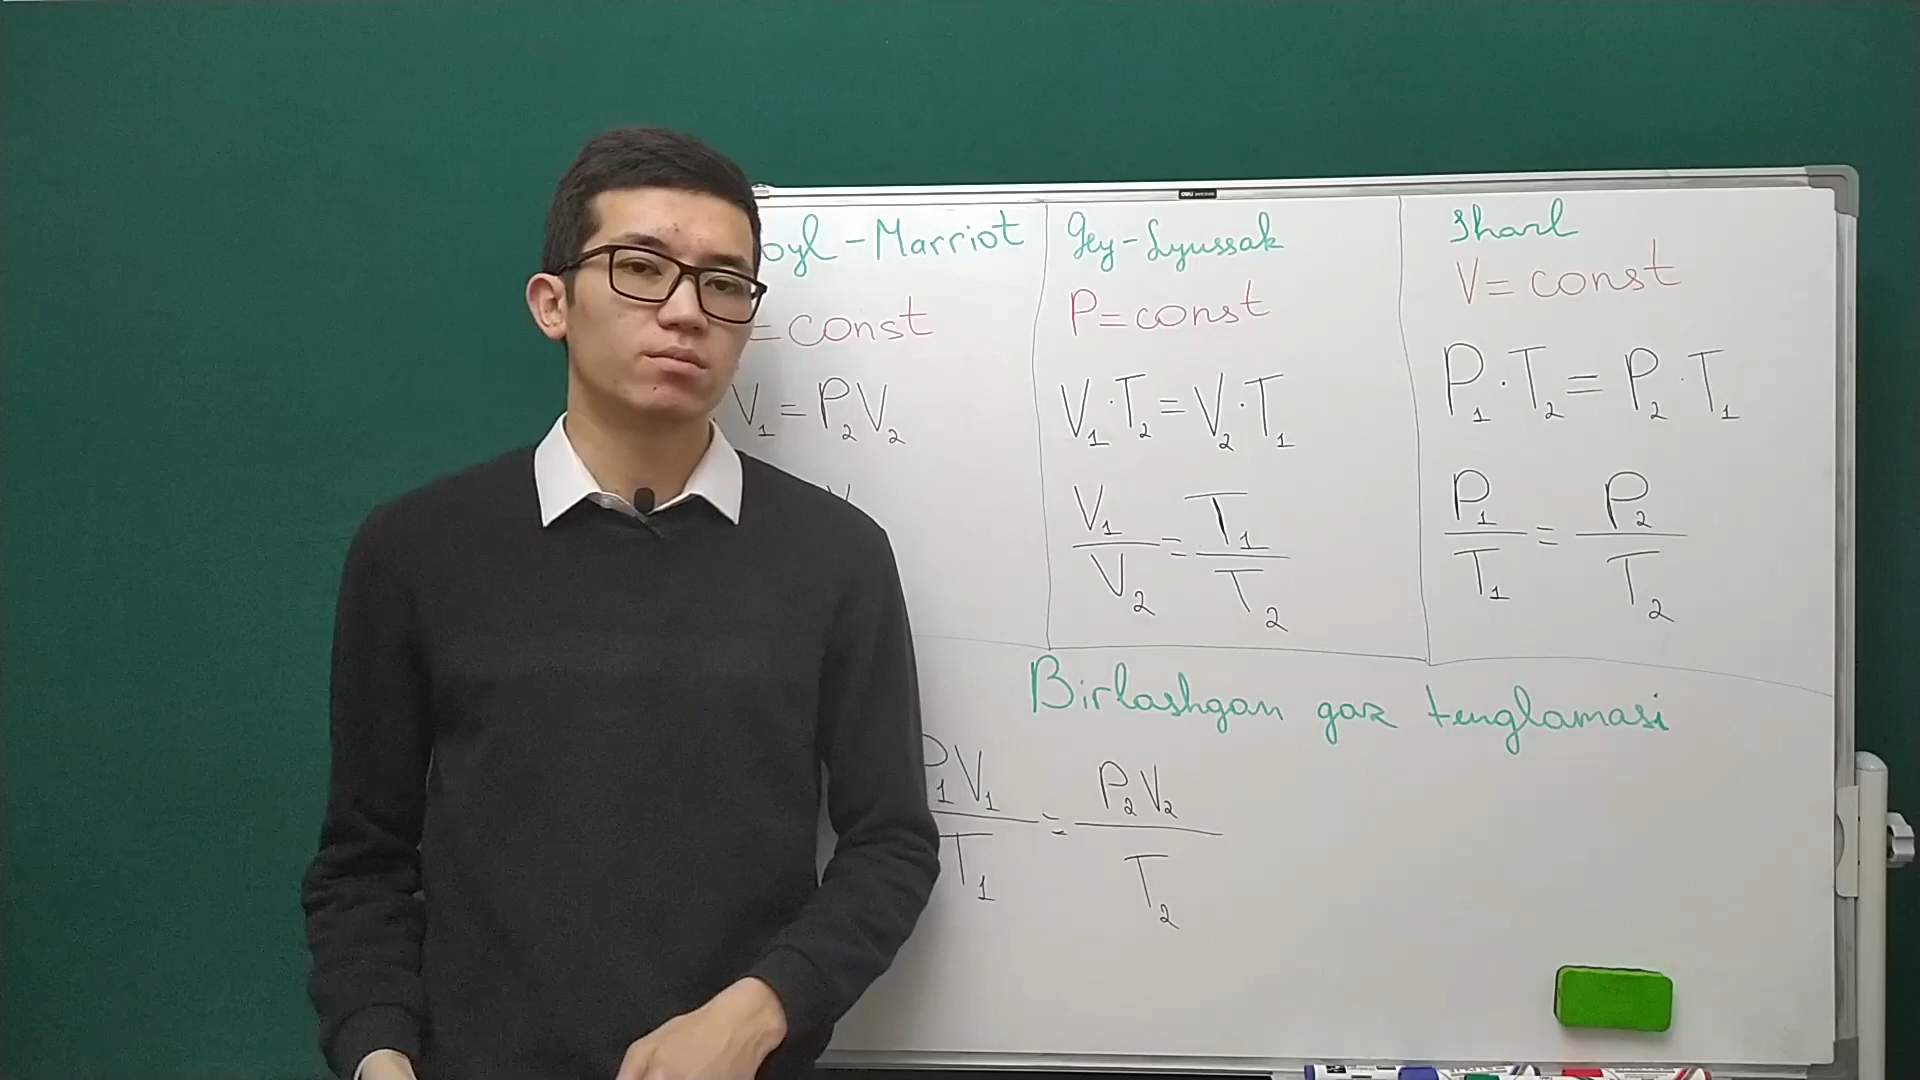 oyl - Marriot
= const
V₁ = P₂V₂
V
Gey - Lyussak
P = const
V₁ · T₂ = V₂ · T₁
V₁/V₂ = T₁/T₂
Sharl
V = const
P₁ · T₂ = P₂ · T₁
P₁/T₁ = P₂/T₂
Birlashgan gaz tenglamasi
P₁V₁/T₁ = P₂V₂/T₂
deli